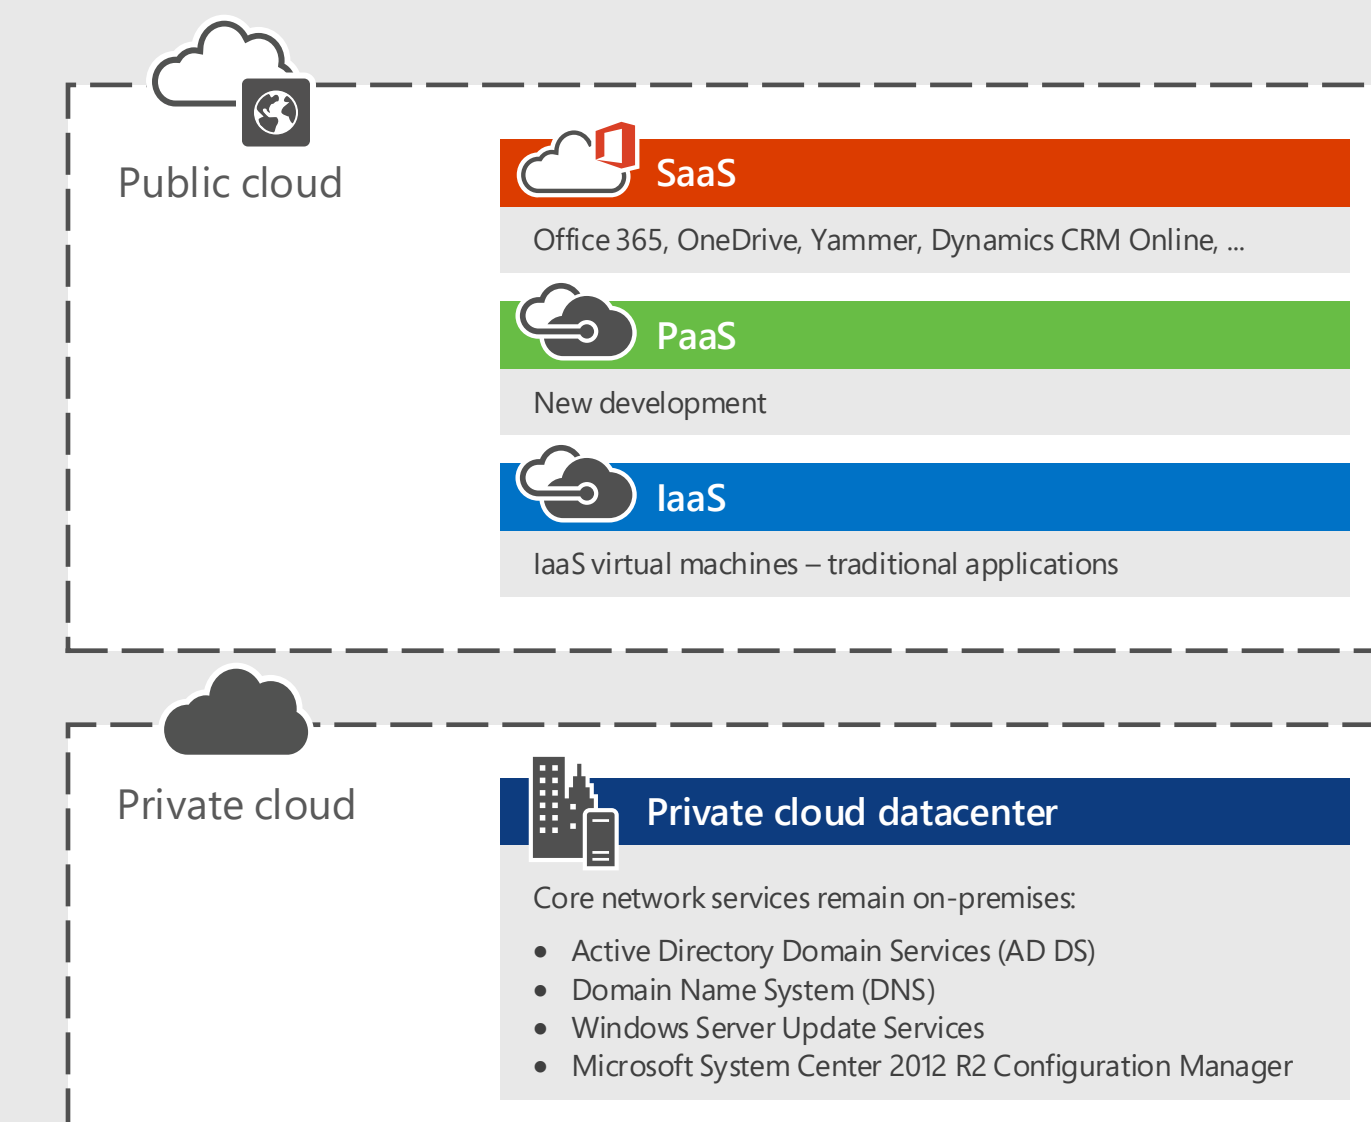 Public cloud
SaaS
Office 365, OneDrive, Yammer, Dynamics CRM Online, ...
PaaS
New development
IaaS
IaaS virtual machines – traditional applications
Private cloud
Private cloud datacenter
Core network services remain on-premises:
• Active Directory Domain Services (AD DS)
• Domain Name System (DNS)
• Windows Server Update Services
• Microsoft System Center 2012 R2 Configuration Manager